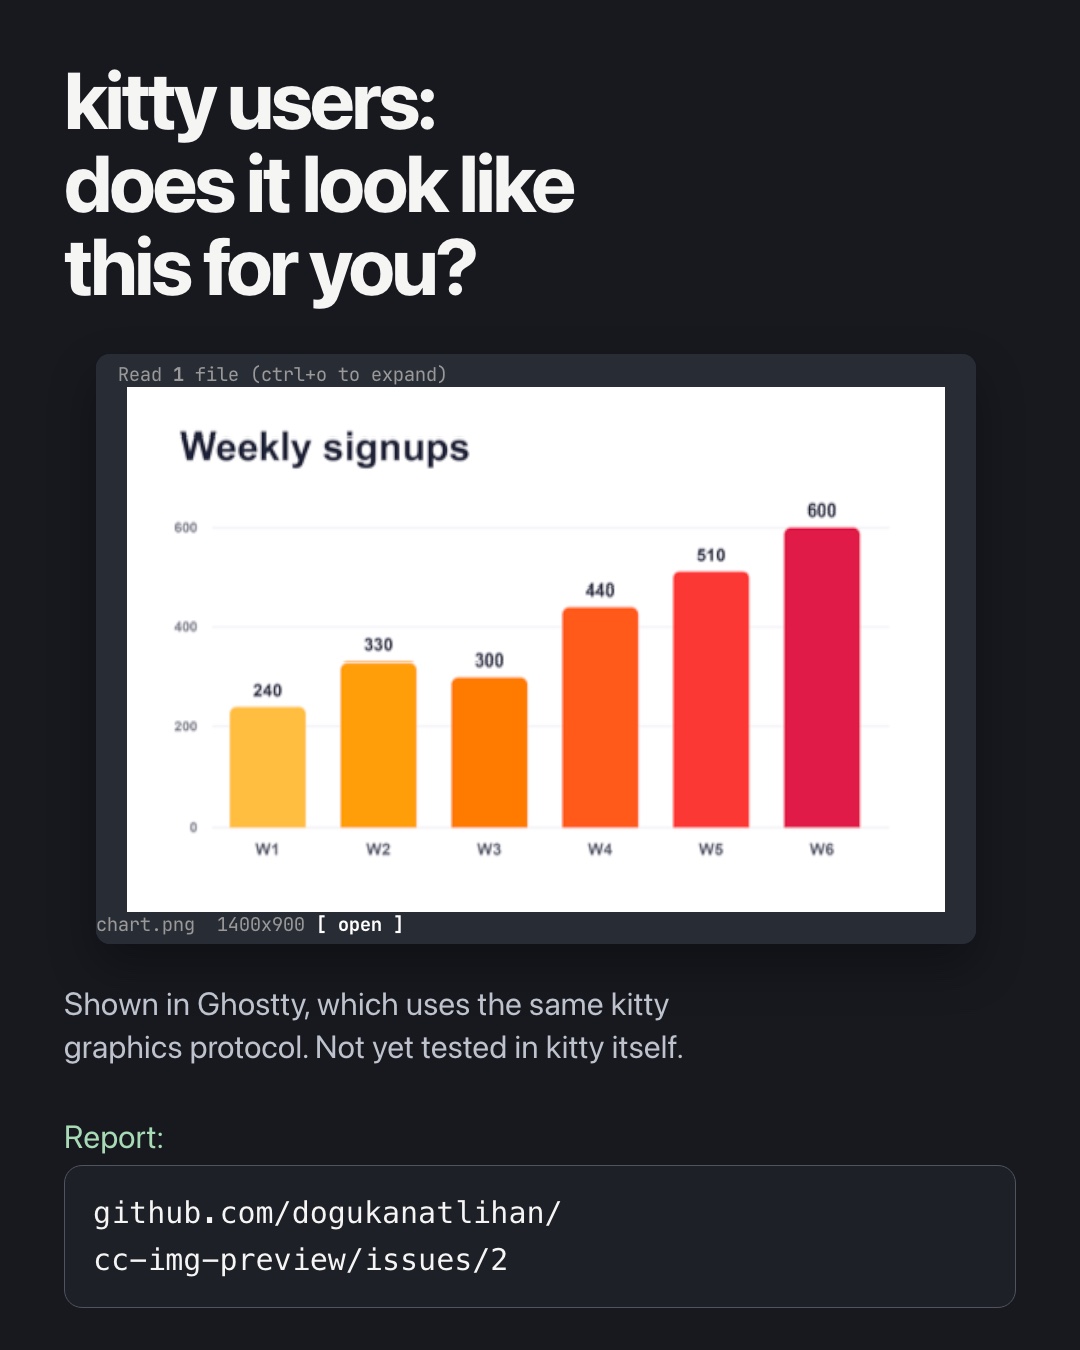 kitty users:
does it look like
this for you?
Read 1 file (ctrl+o to expand)
Weekly signups
600
600
510
440
400
330
300
240
200
0
W1 W2 W3 W4 W5 W6
chart.png 1400x900 [ open ]
Shown in Ghostty, which uses the same kitty
graphics protocol. Not yet tested in kitty itself.
Report:
github.com/dogukanatlihan/
cc-img-preview/issues/2